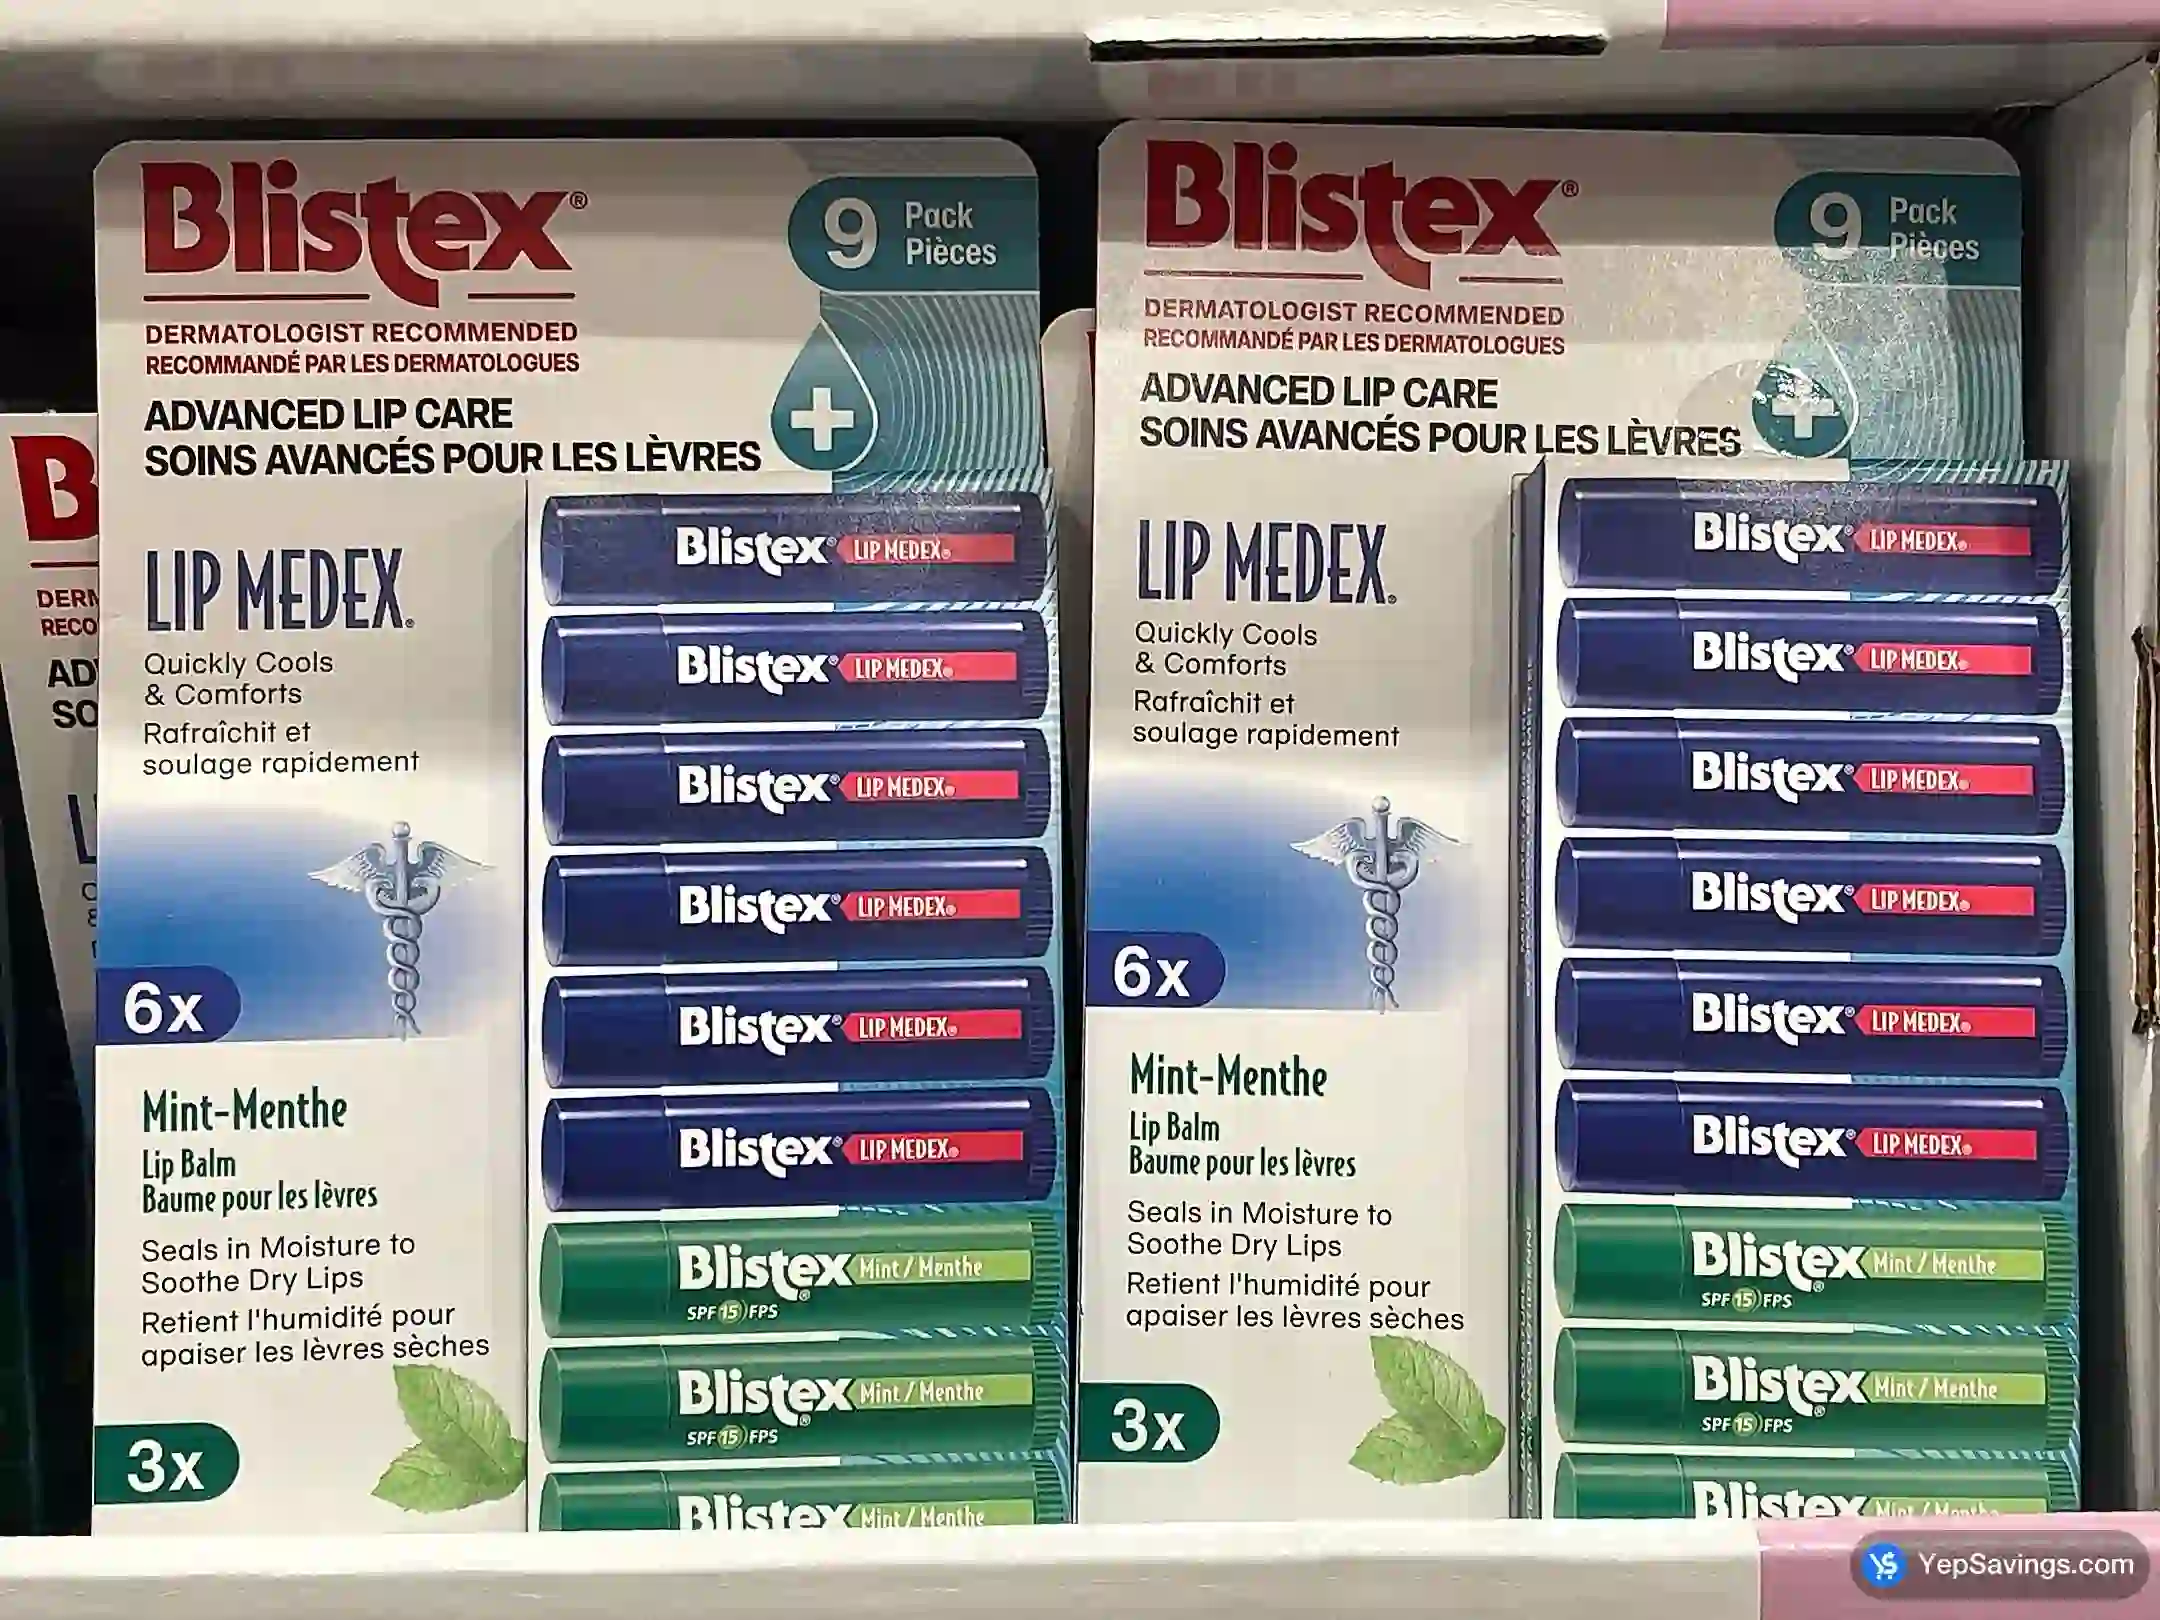 Blistex®
9 Pack
Pièces
DERMATOLOGIST RECOMMENDED
RECOMMANDÉ PAR LES DERMATOLOGUES
ADVANCED LIP CARE
SOINS AVANCÉS POUR LES LÈVRES
LIP MEDEX®
Quickly Cools
& Comforts
Rafraîchit et
soulage rapidement
6x
Mint-Menthe
Lip Balm
Baume pour les lèvres
Seals in Moisture to
Soothe Dry Lips
Retient l'humidité pour
apaiser les lèvres sèches
3x
Blistex® LIP MEDEX®
Blistex® LIP MEDEX®
Blistex® LIP MEDEX®
Blistex® LIP MEDEX®
Blistex® LIP MEDEX®
Blistex® LIP MEDEX®
Blistex® Mint / Menthe
SPF 15 FPS
Blistex® Mint / Menthe
SPF 15 FPS
Blistex Mint / Menthe
Blistex®
9 Pack
Pièces
DERMATOLOGIST RECOMMENDED
RECOMMANDÉ PAR LES DERMATOLOGUES
ADVANCED LIP CARE
SOINS AVANCÉS POUR LES LÈVRES
LIP MEDEX®
Quickly Cools
& Comforts
Rafraîchit et
soulage rapidement
6x
Mint-Menthe
Lip Balm
Baume pour les lèvres
Seals in Moisture to
Soothe Dry Lips
Retient l'humidité pour
apaiser les lèvres sèches
3x
Blistex® LIP MEDEX®
Blistex® LIP MEDEX®
Blistex® LIP MEDEX®
Blistex® LIP MEDEX®
Blistex® LIP MEDEX®
Blistex® LIP MEDEX®
Blistex® Mint / Menthe
SPF 15 FPS
Blistex® Mint / Menthe
SPF 15 FPS
Blistex Mint / Menthe
YepSavings.com